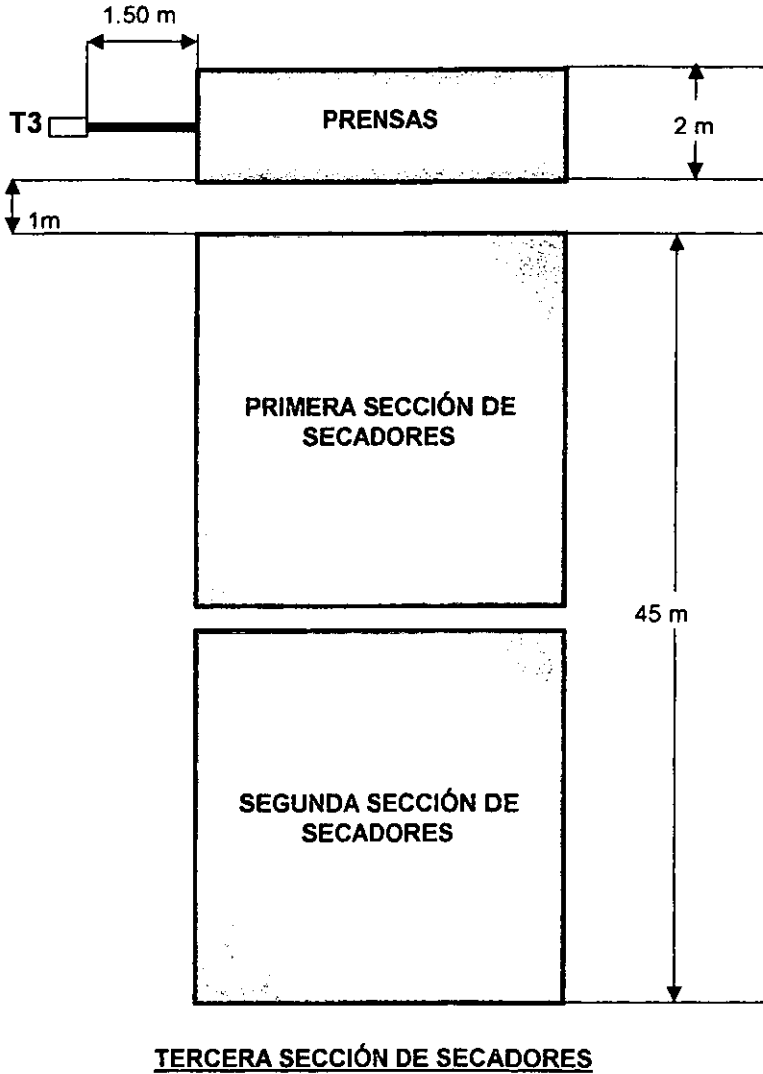 1.50 m
T3
PRENSAS
2 m
1m
PRIMERA SECCIÓN DE
SECADORES
45 m
SEGUNDA SECCIÓN DE
SECADORES
TERCERA SECCIÓN DE SECADORES